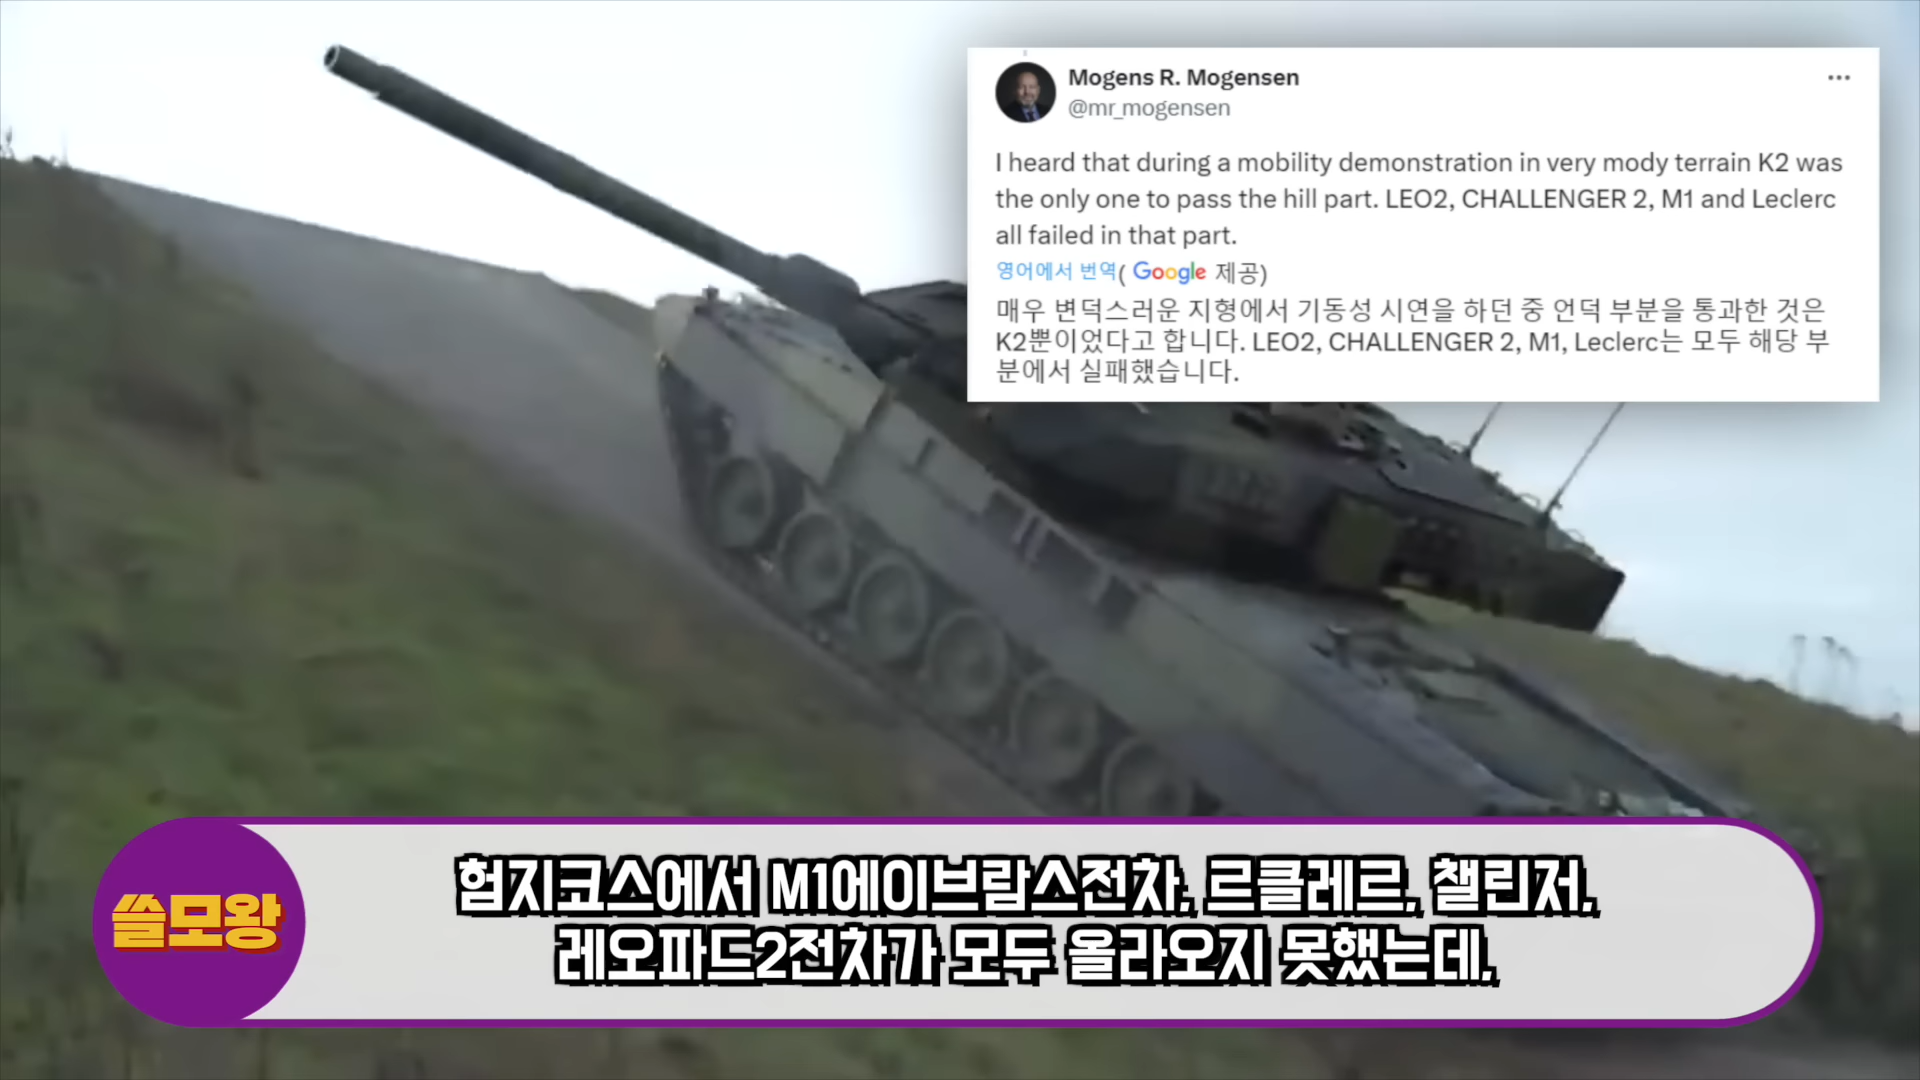 Mogens R. Mogensen
@mr_mogensen
I heard that during a mobility demonstration in very mody terrain K2 was
the only one to pass the hill part. LEO2, CHALLENGER 2, M1 and Leclerc
all failed in that part.
영어에서 번역( Google 제공)
매우 변덕스러운 지형에서 기동성 시연을 하던 중 언덕 부분을 통과한 것은
K2뿐이었다고 합니다. LEO2, CHALLENGER 2, M1, Leclerc는 모두 해당 부
분에서 실패했습니다.
험지코스에서 M1에이브람스전차, 르클레르, 챌린저,
레오파드2전차가 모두 올라오지 못했는데,
쓸모왕